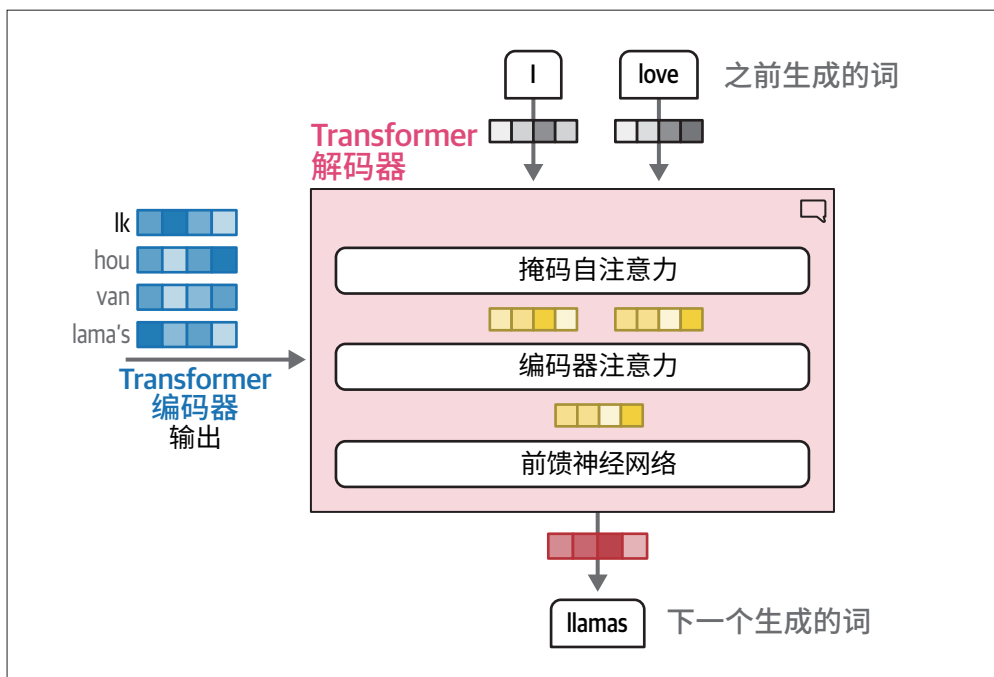 I
love
之前生成的词
Transformer
解码器
lk
hou
van
lama's
掩码自注意力
编码器注意力
前馈神经网络
Transformer
编码器
输出
llamas
下一个生成的词